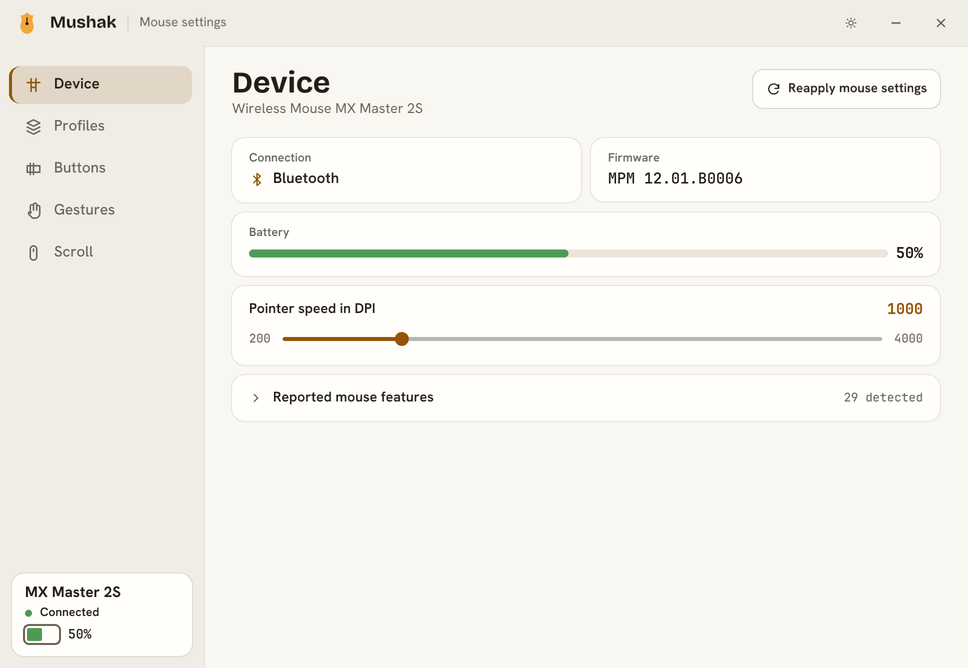 Mushak
Mouse settings
Device
Profiles
Buttons
Gestures
Scroll
MX Master 2S
Connected
50%
Device
Wireless Mouse MX Master 2S
Reapply mouse settings
Connection
Bluetooth
Firmware
MPM 12.01.B0006
Battery
50%
Pointer speed in DPI
1000
200
4000
Reported mouse features
29 detected